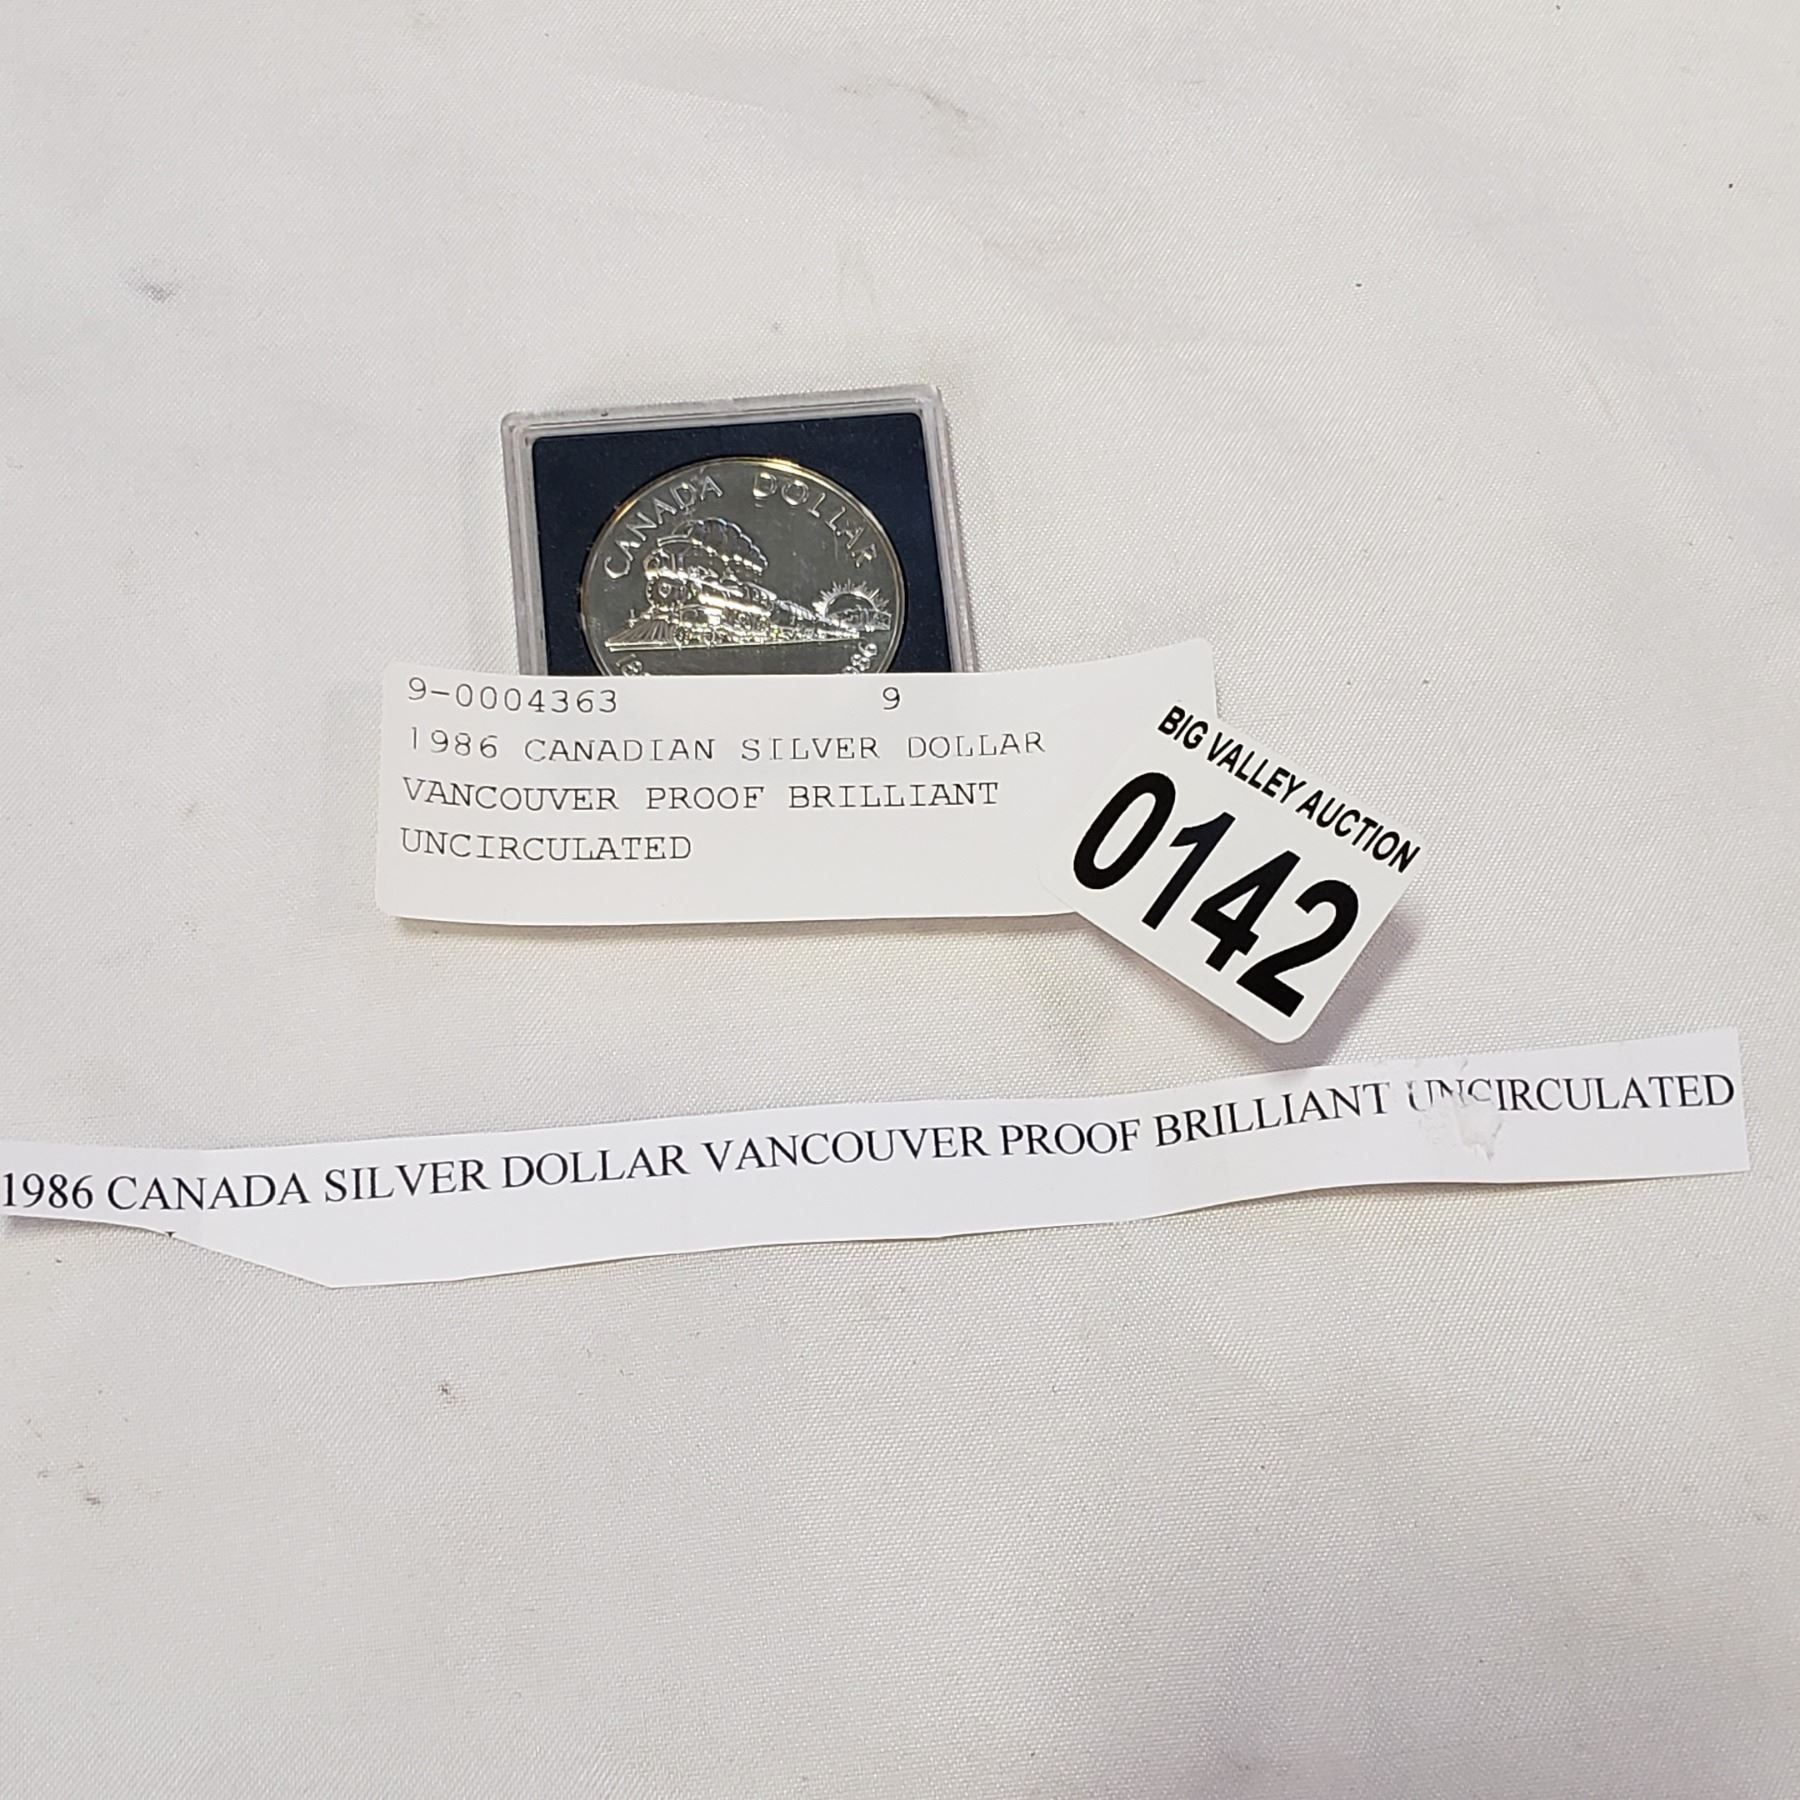 CANADA DOLLAR
9-0004363 9
1986 CANADIAN SILVER DOLLAR
VANCOUVER PROOF BRILLIANT
UNCIRCULATED
BIG VALLEY AUCTION
0142
1986 CANADA SILVER DOLLAR VANCOUVER PROOF BRILLIANT UNCIRCULATED